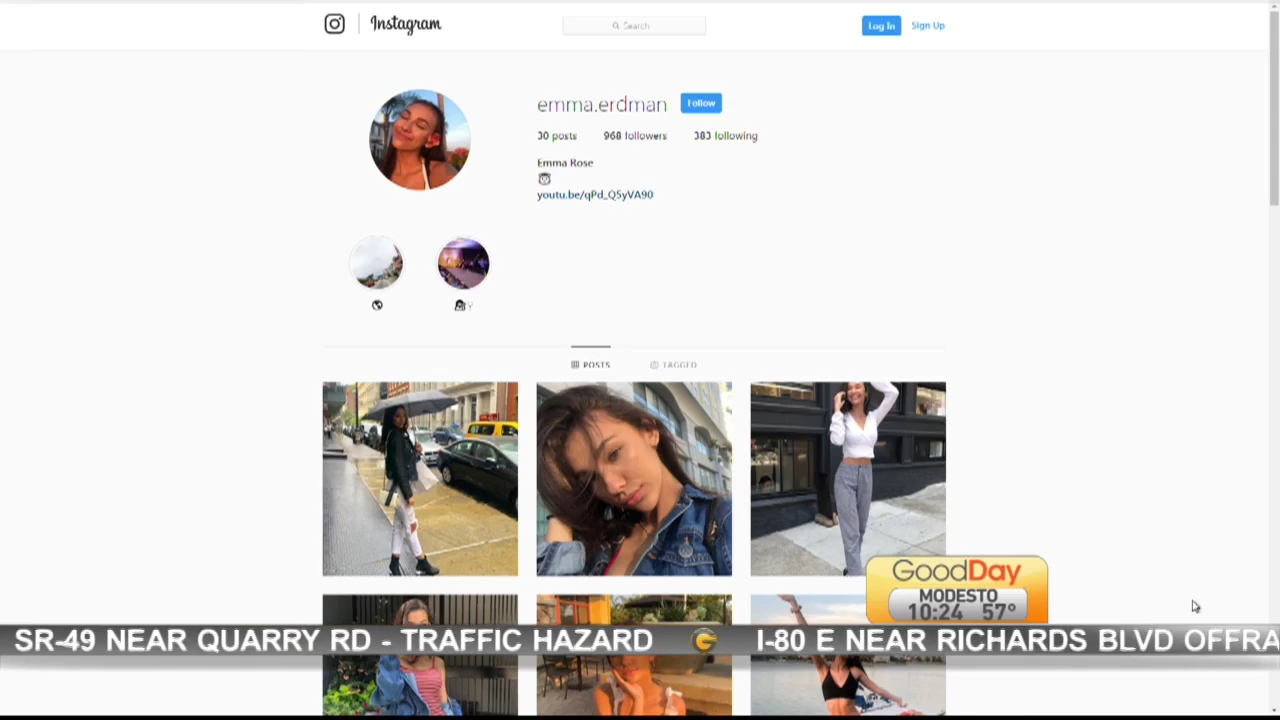 Instagram
Search
Log In
Sign Up
emma.erdman
Follow
30 posts 968 followers 383 following
Emma Rose
youtu.be/qPd_Q5yVA90
POSTS
TAGGED
GoodDay
MODESTO
10:24 57°
SR-49 NEAR QUARRY RD - TRAFFIC HAZARD
I-80 E NEAR RICHARDS BLVD OFFRA